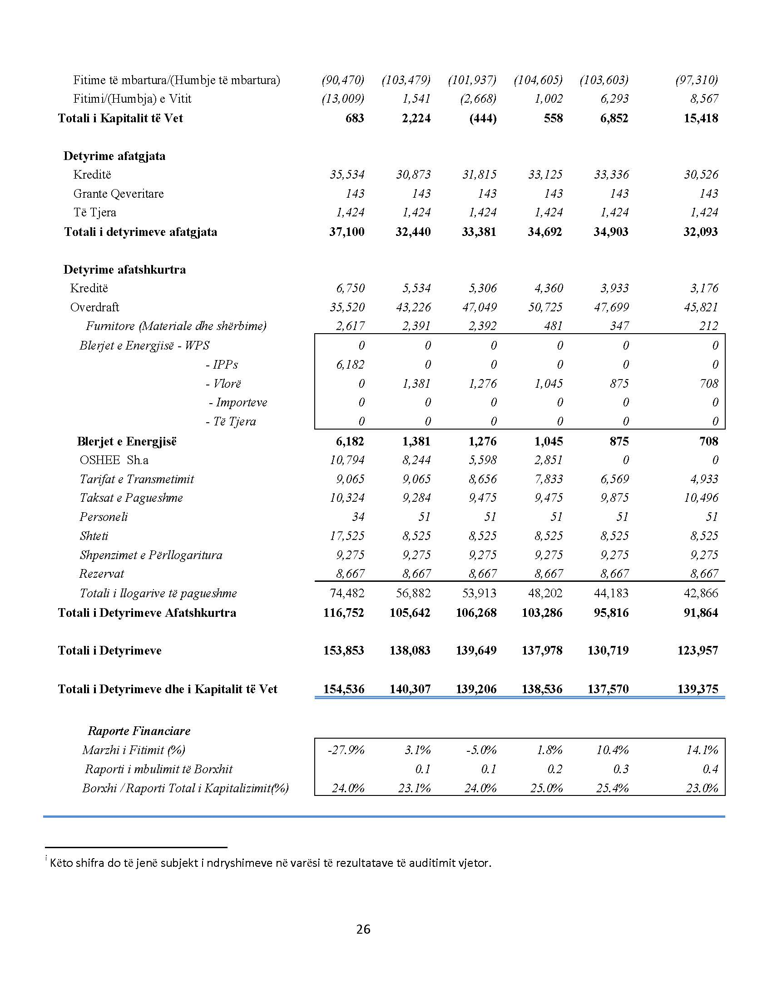 Fitime të mbartura/(Humbje të mbartura) (90,470) (103,479) (101,937) (104,605) (103,603) (97,310)
Fitimi/(Humbja) e Vitit (13,009) 1,541 (2,668) 1,002 6,293 8,567
Totali i Kapitalit të Vet 683 2,224 (444) 558 6,852 15,418
Detyrime afatgjata
Kreditë 35,534 30,873 31,815 33,125 33,336 30,526
Grante Qeveritare 143 143 143 143 143 143
Të Tjera 1,424 1,424 1,424 1,424 1,424 1,424
Totali i detyrimeve afatgjata 37,100 32,440 33,381 34,692 34,903 32,093
Detyrime afatshkurtra
Kreditë 6,750 5,534 5,306 4,360 3,933 3,176
Overdraft 35,520 43,226 47,049 50,725 47,699 45,821
Furnitore (Materiale dhe shërbime) 2,617 2,391 2,392 481 347 212
Blerjet e Energjisë - WPS 0 0 0 0 0 0
- IPPs 6,182 0 0 0 0 0
- Vlorë 0 1,381 1,276 1,045 875 708
- Importeve 0 0 0 0 0 0
- Të Tjera 0 0 0 0 0 0
Blerjet e Energjisë 6,182 1,381 1,276 1,045 875 708
OSHEE Sh.a 10,794 8,244 5,598 2,851 0 0
Tarifat e Transmetimit 9,065 9,065 8,656 7,833 6,569 4,933
Taksat e Pagueshme 10,324 9,284 9,475 9,475 9,875 10,496
Personeli 34 51 51 51 51 51
Shteti 17,525 8,525 8,525 8,525 8,525 8,525
Shpenzimet e Përllogaritura 9,275 9,275 9,275 9,275 9,275 9,275
Rezervat 8,667 8,667 8,667 8,667 8,667 8,667
Totali i llogarive të pagueshme 74,482 56,882 53,913 48,202 44,183 42,866
Totali i Detyrimeve Afatshkurtra 116,752 105,642 106,268 103,286 95,816 91,864
Totali i Detyrimeve 153,853 138,083 139,649 137,978 130,719 123,957
Totali i Detyrimeve dhe i Kapitalit të Vet 154,536 140,307 139,206 138,536 137,570 139,375
Raporte Financiare
Marzhi i Fitimit (%) -27.9% 3.1% -5.0% 1.8% 10.4% 14.1%
Raporti i mbulimit të Borxhit 0.1 0.1 0.2 0.3 0.4
Borxhi / Raporti Total i Kapitalizimit(%) 24.0% 23.1% 24.0% 25.0% 25.4% 23.0%
i Këto shifra do të jenë subjekt i ndryshimeve në varësi të rezultatave të auditimit vjetor.
26